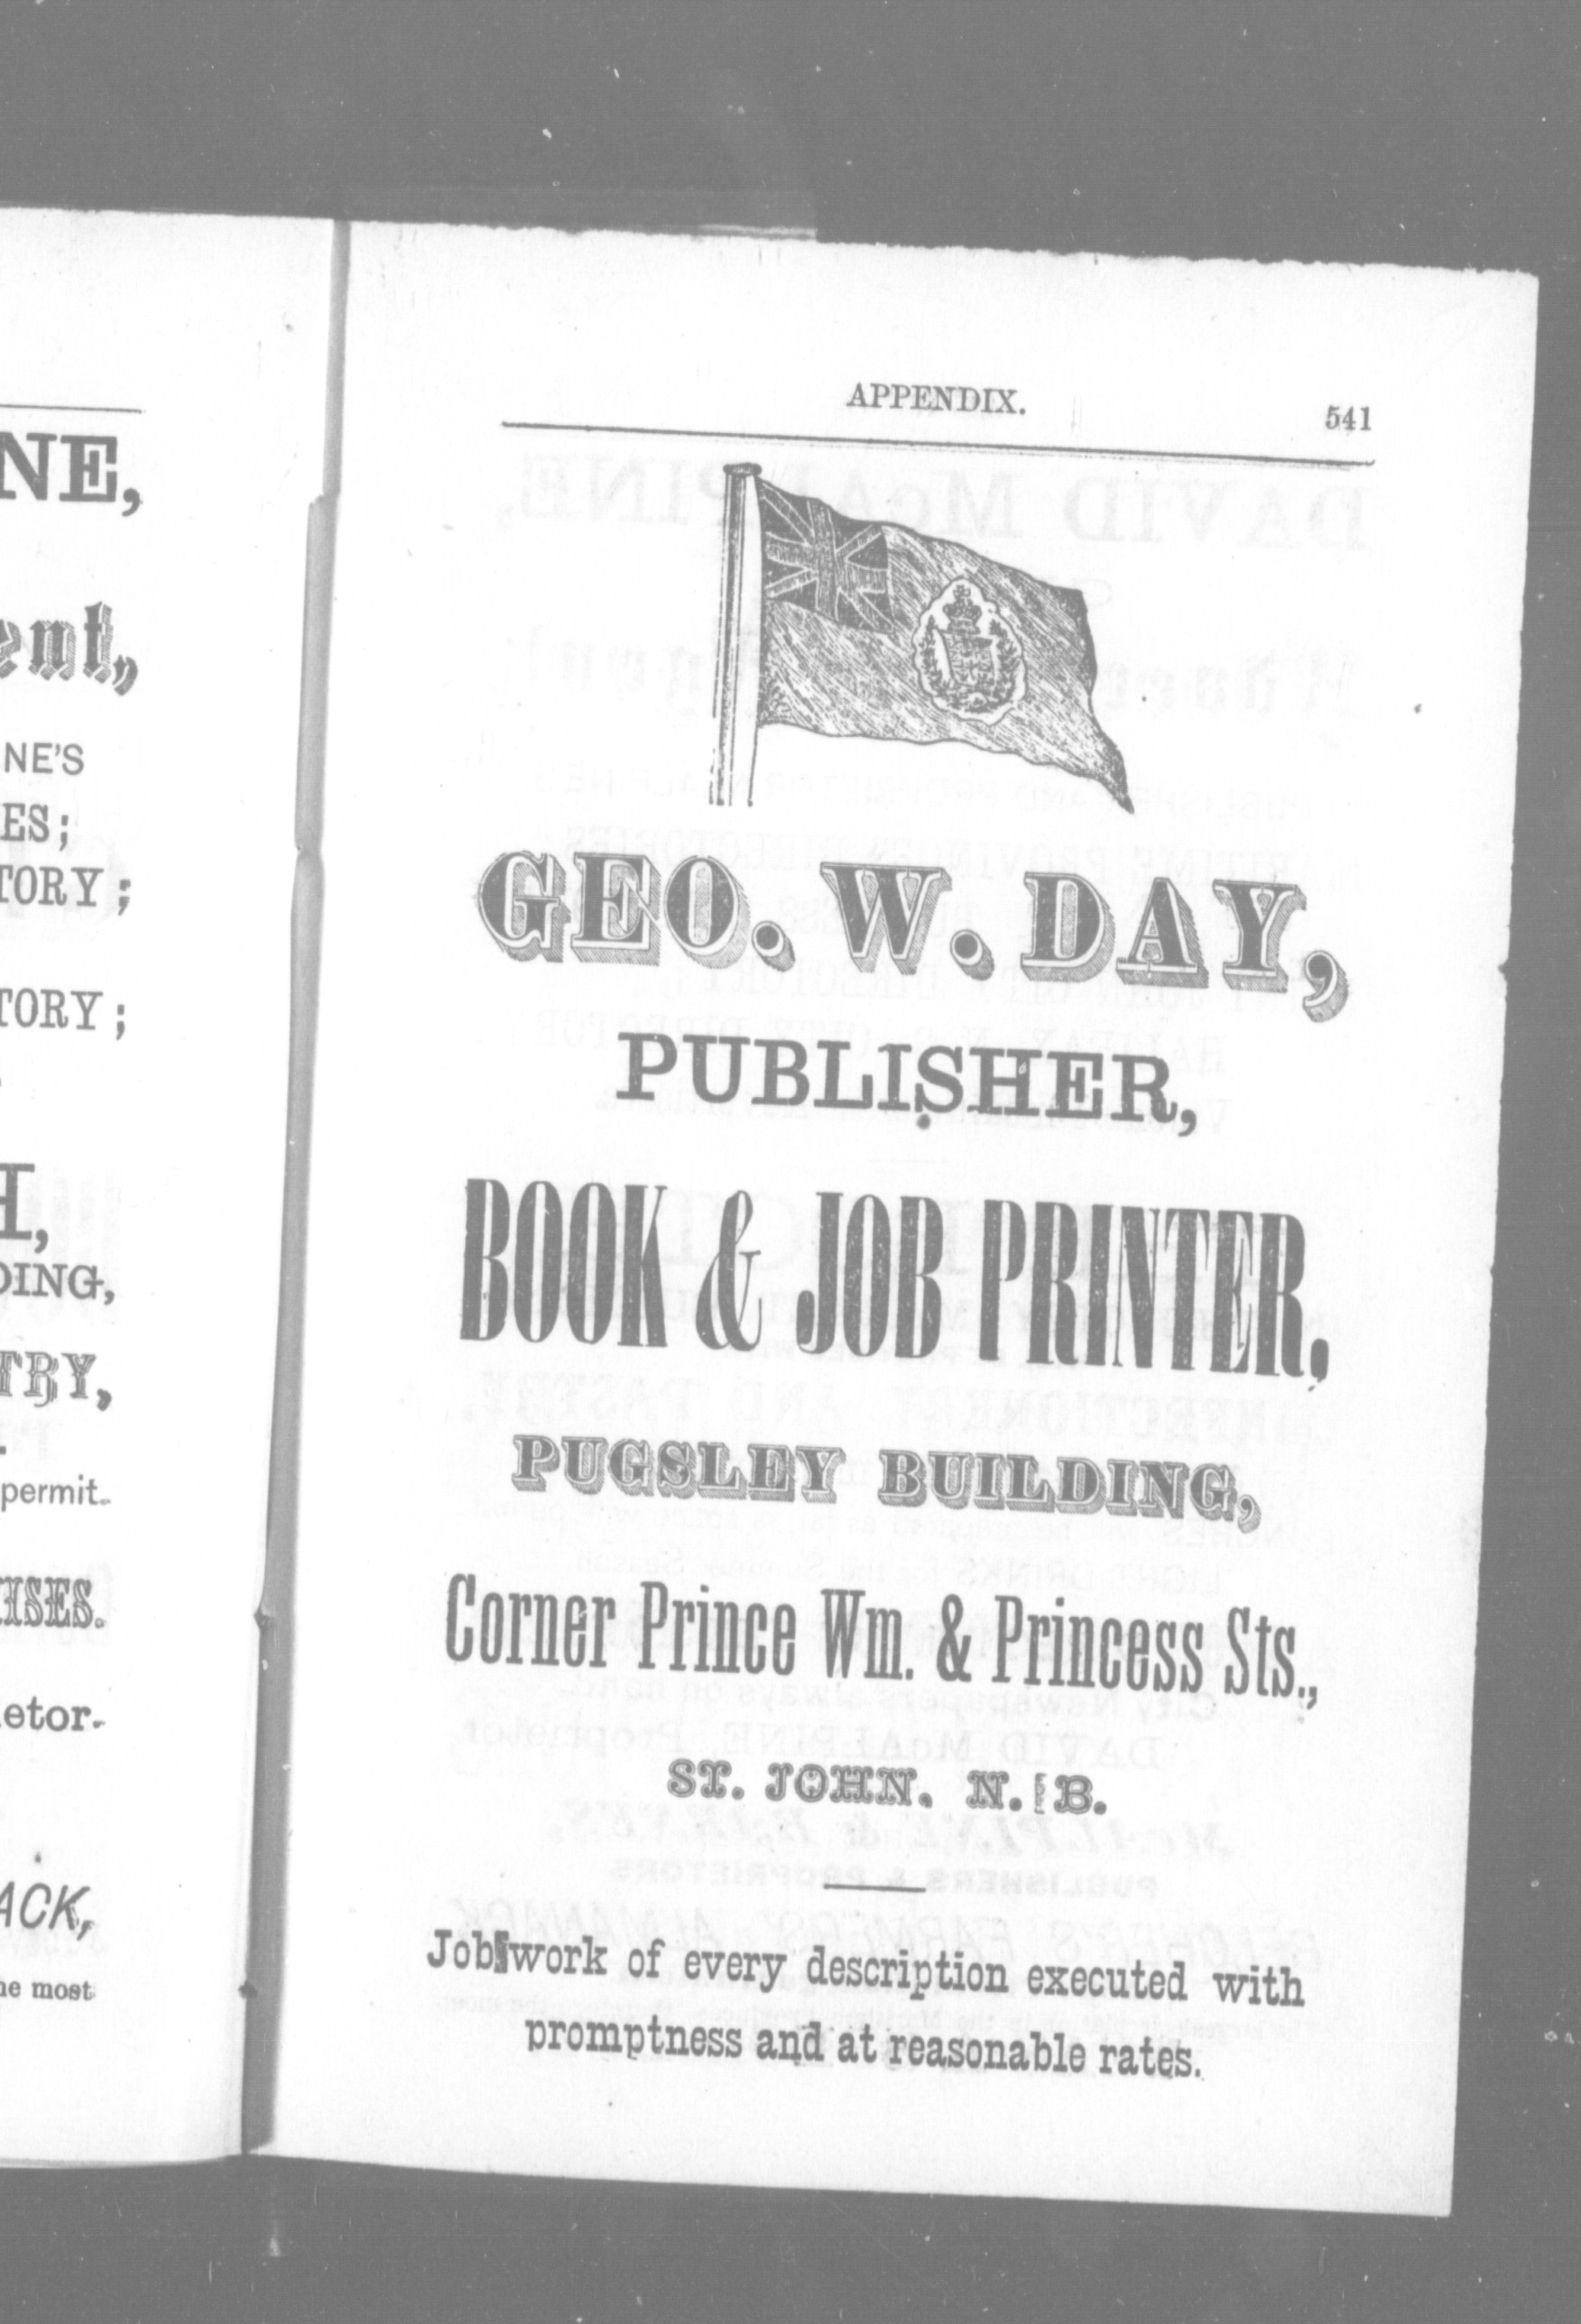 NE,
ent,,
NE'S
ES;
TORY;
TORY;
H,
DING,
TRY,
permit.
ISES.
etor.
ACK,
he most
APPENDIX. 541
GEO. W. DAY,
PUBLISHER,
BOOK & JOB PRINTER,
PUGSLEY BUILDING,
Corner Prince Wm. & Princess Sts.,
ST. JOHN. N. B.
Job work of every description executed with
promptness and at reasonable rates.